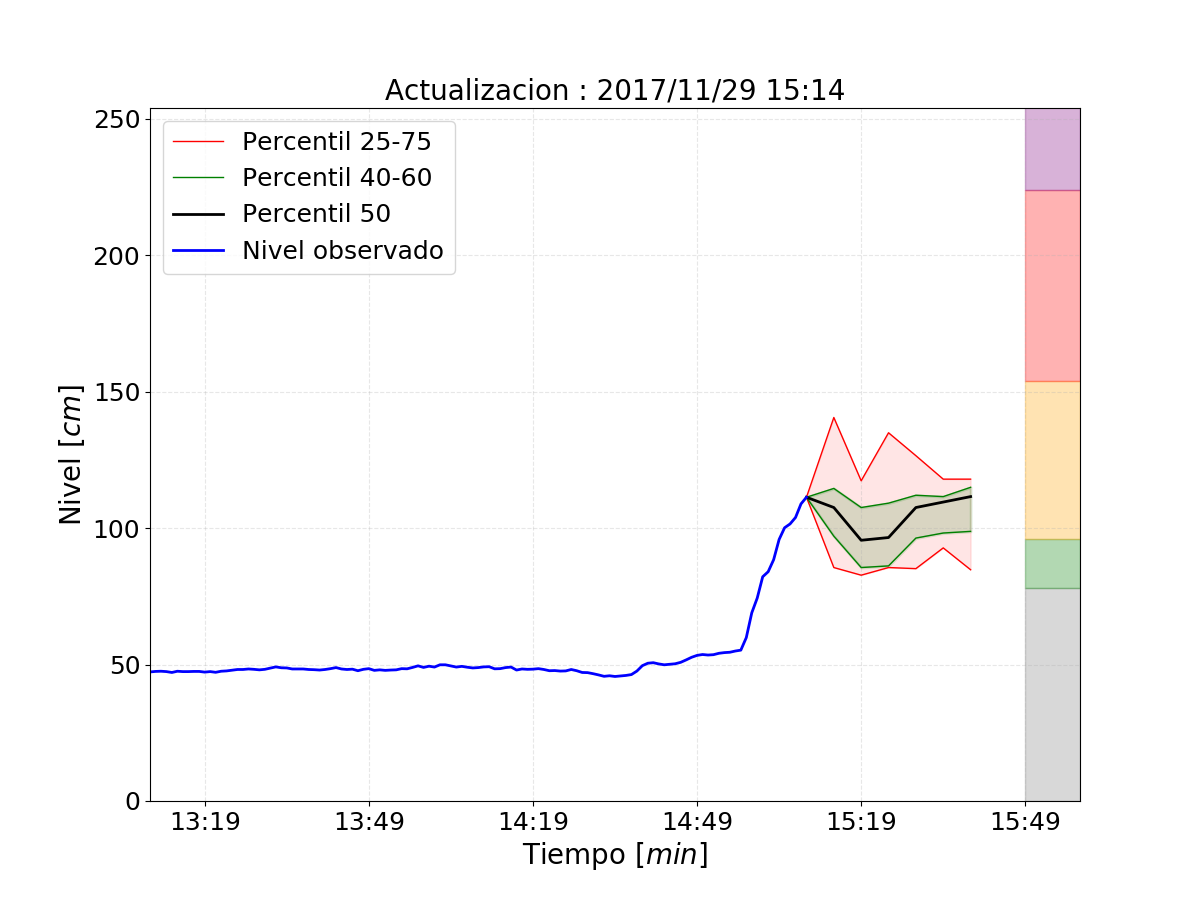 Actualizacion : 2017/11/29 15:14
250
200
150
100
50
0
Nivel [cm]
Percentil 25-75
Percentil 40-60
Percentil 50
Nivel observado
13:19 13:49 14:19 14:49 15:19 15:49
Tiempo [min]